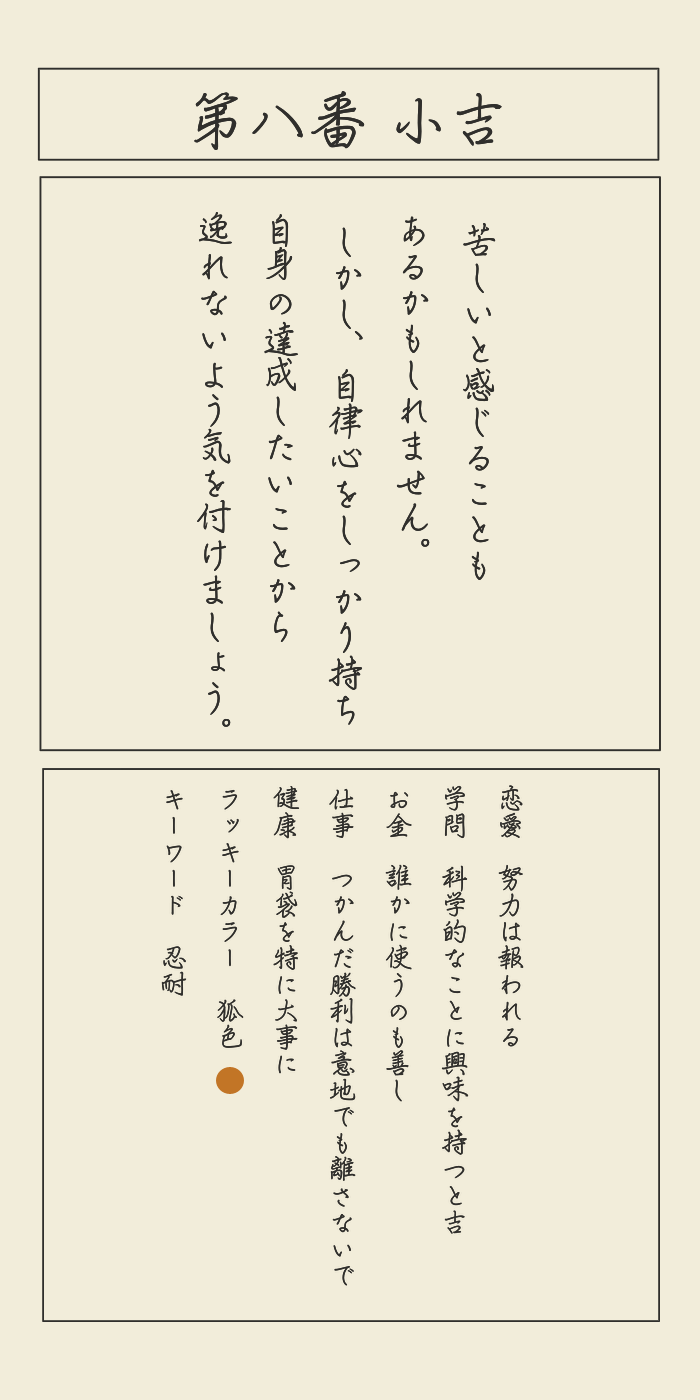 第八番 小吉
苦しいと感じることも
あるかもしれません。
しかし、自律心をしっかり持ち
自身の達成したいことから
逸れないよう気を付けましょう。
恋愛 努力は報われる
学問 科学的なことに興味を持つと吉
お金 誰かに使うのも善し
仕事 つかんだ勝利は意地でも離さないで
健康 胃袋を特に大事に
ラッキーカラー 狐色
キーワード 忍耐